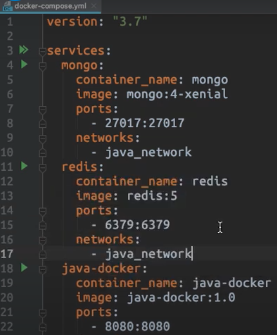 docker-compose.yml
1 version: "3.7"
2
3 services:
4 mongo:
5 container_name: mongo
6 image: mongo:4-xenial
7 ports:
8 - 27017:27017
9 networks:
10 - java_network
11 redis:
12 container_name: redis
13 image: redis:5
14 ports:
15 - 6379:6379
16 networks:
17 - java_network
18 java-docker:
19 container_name: java-docker
20 image: java-docker:1.0
21 ports:
22 - 8080:8080